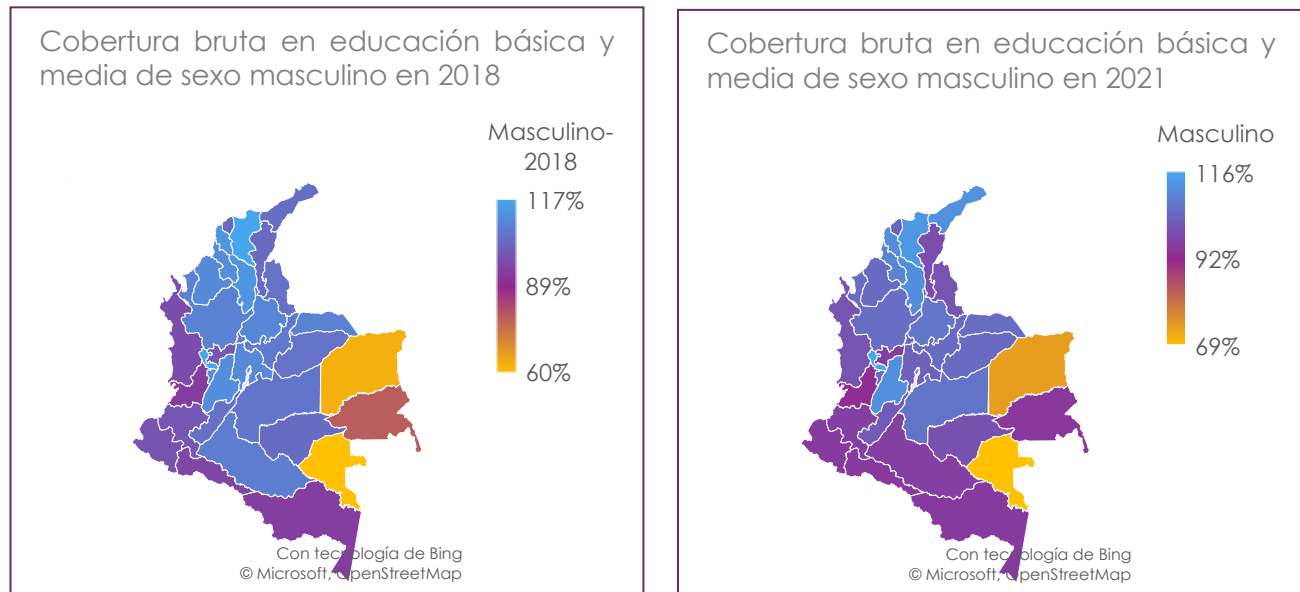 Cobertura bruta en educación básica y
media de sexo masculino en 2018
Masculino-
2018
117%
89%
60%
Con tecnología de Bing
© Microsoft, OpenStreetMap
Cobertura bruta en educación básica y
media de sexo masculino en 2021
Masculino
116%
92%
69%
Con tecnología de Bing
© Microsoft, OpenStreetMap